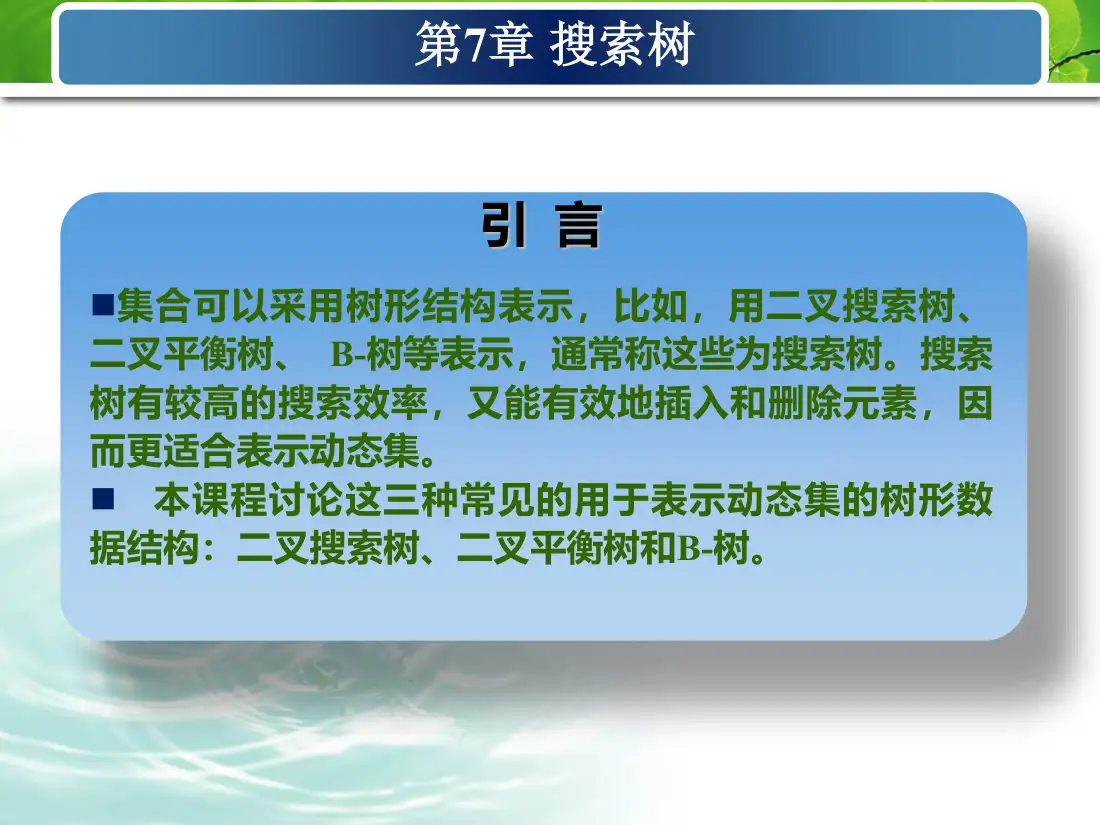 第7章 搜索树
引 言
■集合可以采用树形结构表示，比如，用二叉搜索树、
二叉平衡树、 B-树等表示，通常称这些为搜索树。搜索
树有较高的搜索效率，又能有效地插入和删除元素，因
而更适合表示动态集。
■ 本课程讨论这三种常见的用于表示动态集的树形数
据结构：二叉搜索树、二叉平衡树和B-树。